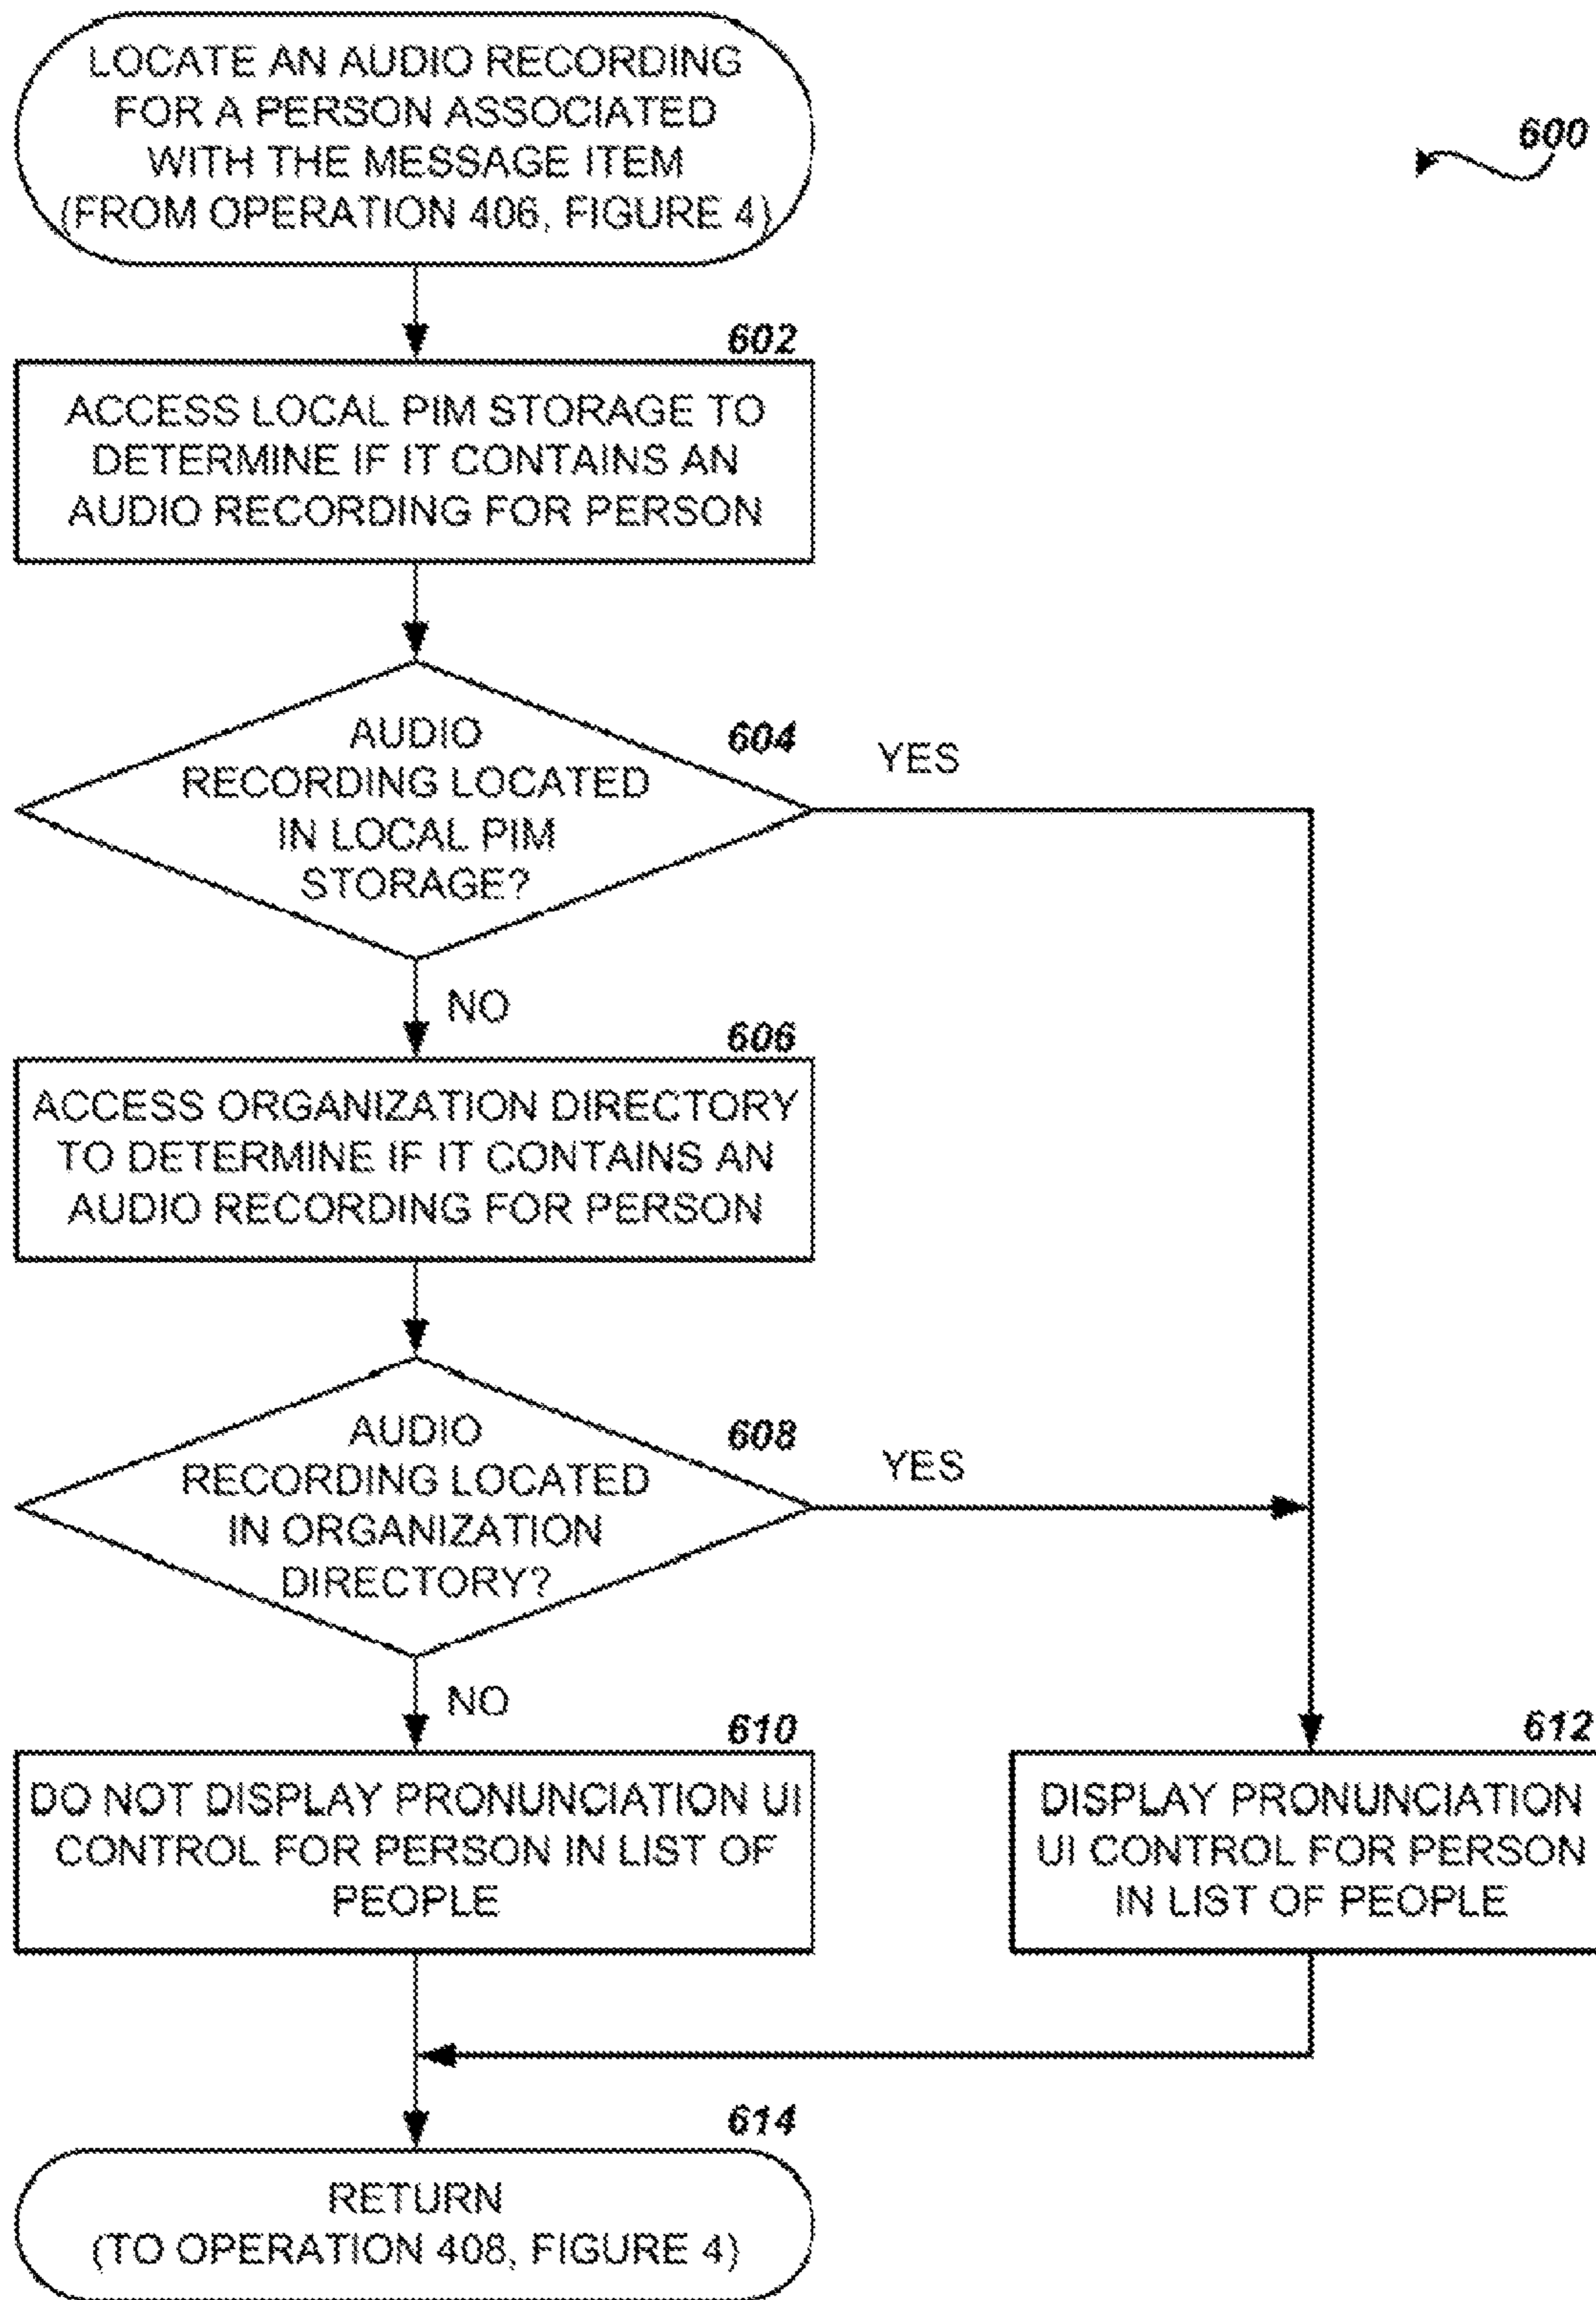 LOCATE AN AUDIO RECORDING
FOR A PERSON ASSOCIATED
WITH THE MESSAGE ITEM
(FROM OPERATION 406, FIGURE 4)
600
602
ACCESS LOCAL PIM STORAGE TO
DETERMINE IF IT CONTAINS AN
AUDIO RECORDING FOR PERSON
604
AUDIO
RECORDING LOCATED
IN LOCAL PIM
STORAGE?
YES
NO
606
ACCESS ORGANIZATION DIRECTORY
TO DETERMINE IF IT CONTAINS AN
AUDIO RECORDING FOR PERSON
608
AUDIO
RECORDING LOCATED
IN ORGANIZATION
DIRECTORY?
YES
NO
610
DO NOT DISPLAY PRONUNCIATION UI
CONTROL FOR PERSON IN LIST OF
PEOPLE
612
DISPLAY PRONUNCIATION
UI CONTROL FOR PERSON
IN LIST OF PEOPLE
614
RETURN
(TO OPERATION 408, FIGURE 4)